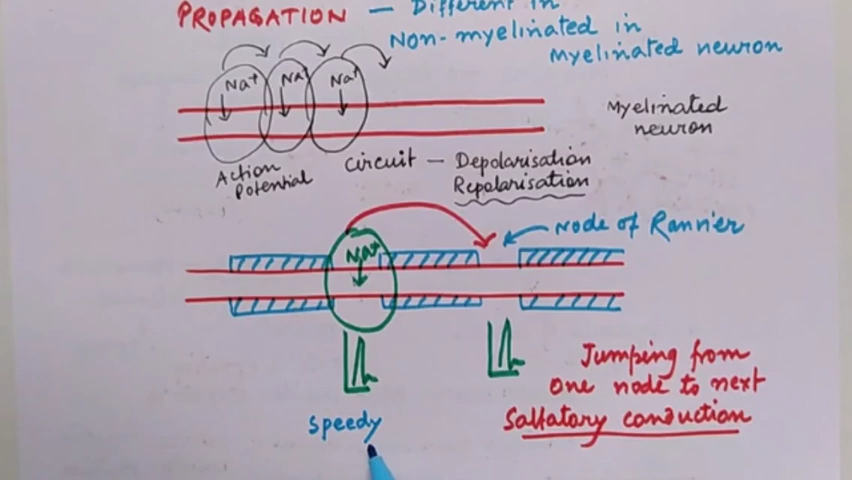 PROPAGATION — Different in
Non-myelinated in
myelinated neuron
Na+ Na+ Na+
Myelinated
neuron
Action
Potential
Circuit — Depolarisation
Repolarisation
Node of Ranvier
Na+
Jumping from
one node to next
Saltatory conduction
Speedy